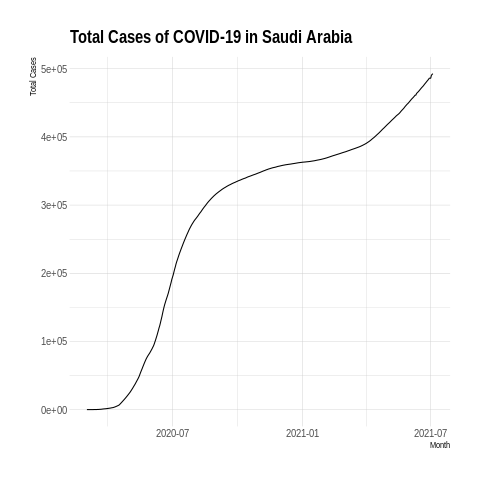 Total Cases of COVID-19 in Saudi Arabia
Total Cases
5e+05
4e+05
3e+05
2e+05
1e+05
0e+00
2020-07 2021-01 2021-07
Month